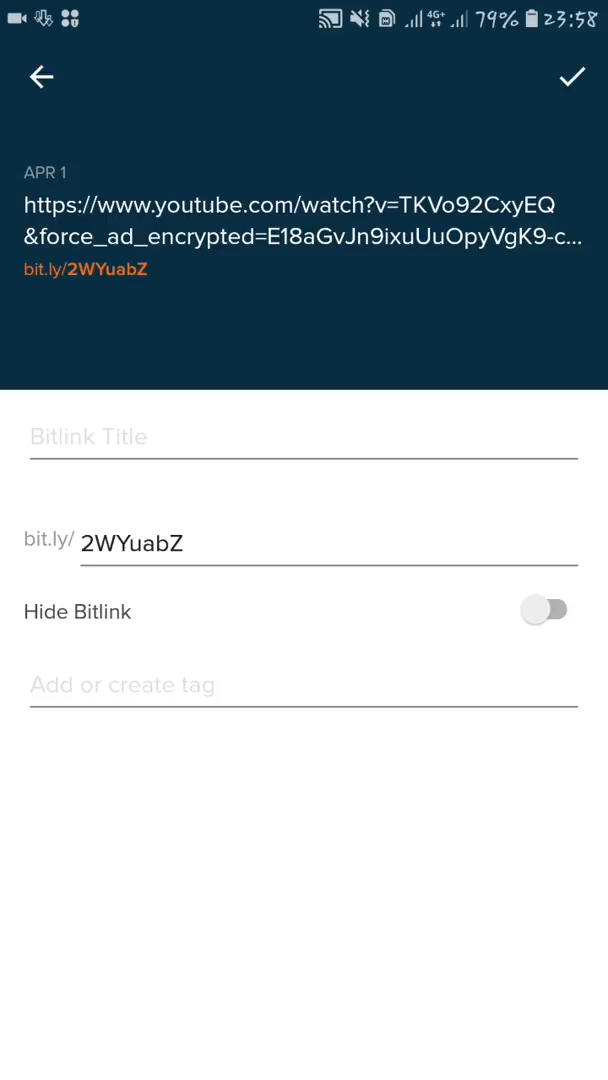 4G+ 79% 23:58
APR 1
https://www.youtube.com/watch?v=TKVo92CxyEQ
&force_ad_encrypted=E18aGvJn9ixuUuOpyVgK9-c...
bit.ly/2WYuabZ
Bitlink Title
bit.ly/ 2WYuabZ
Hide Bitlink
Add or create tag